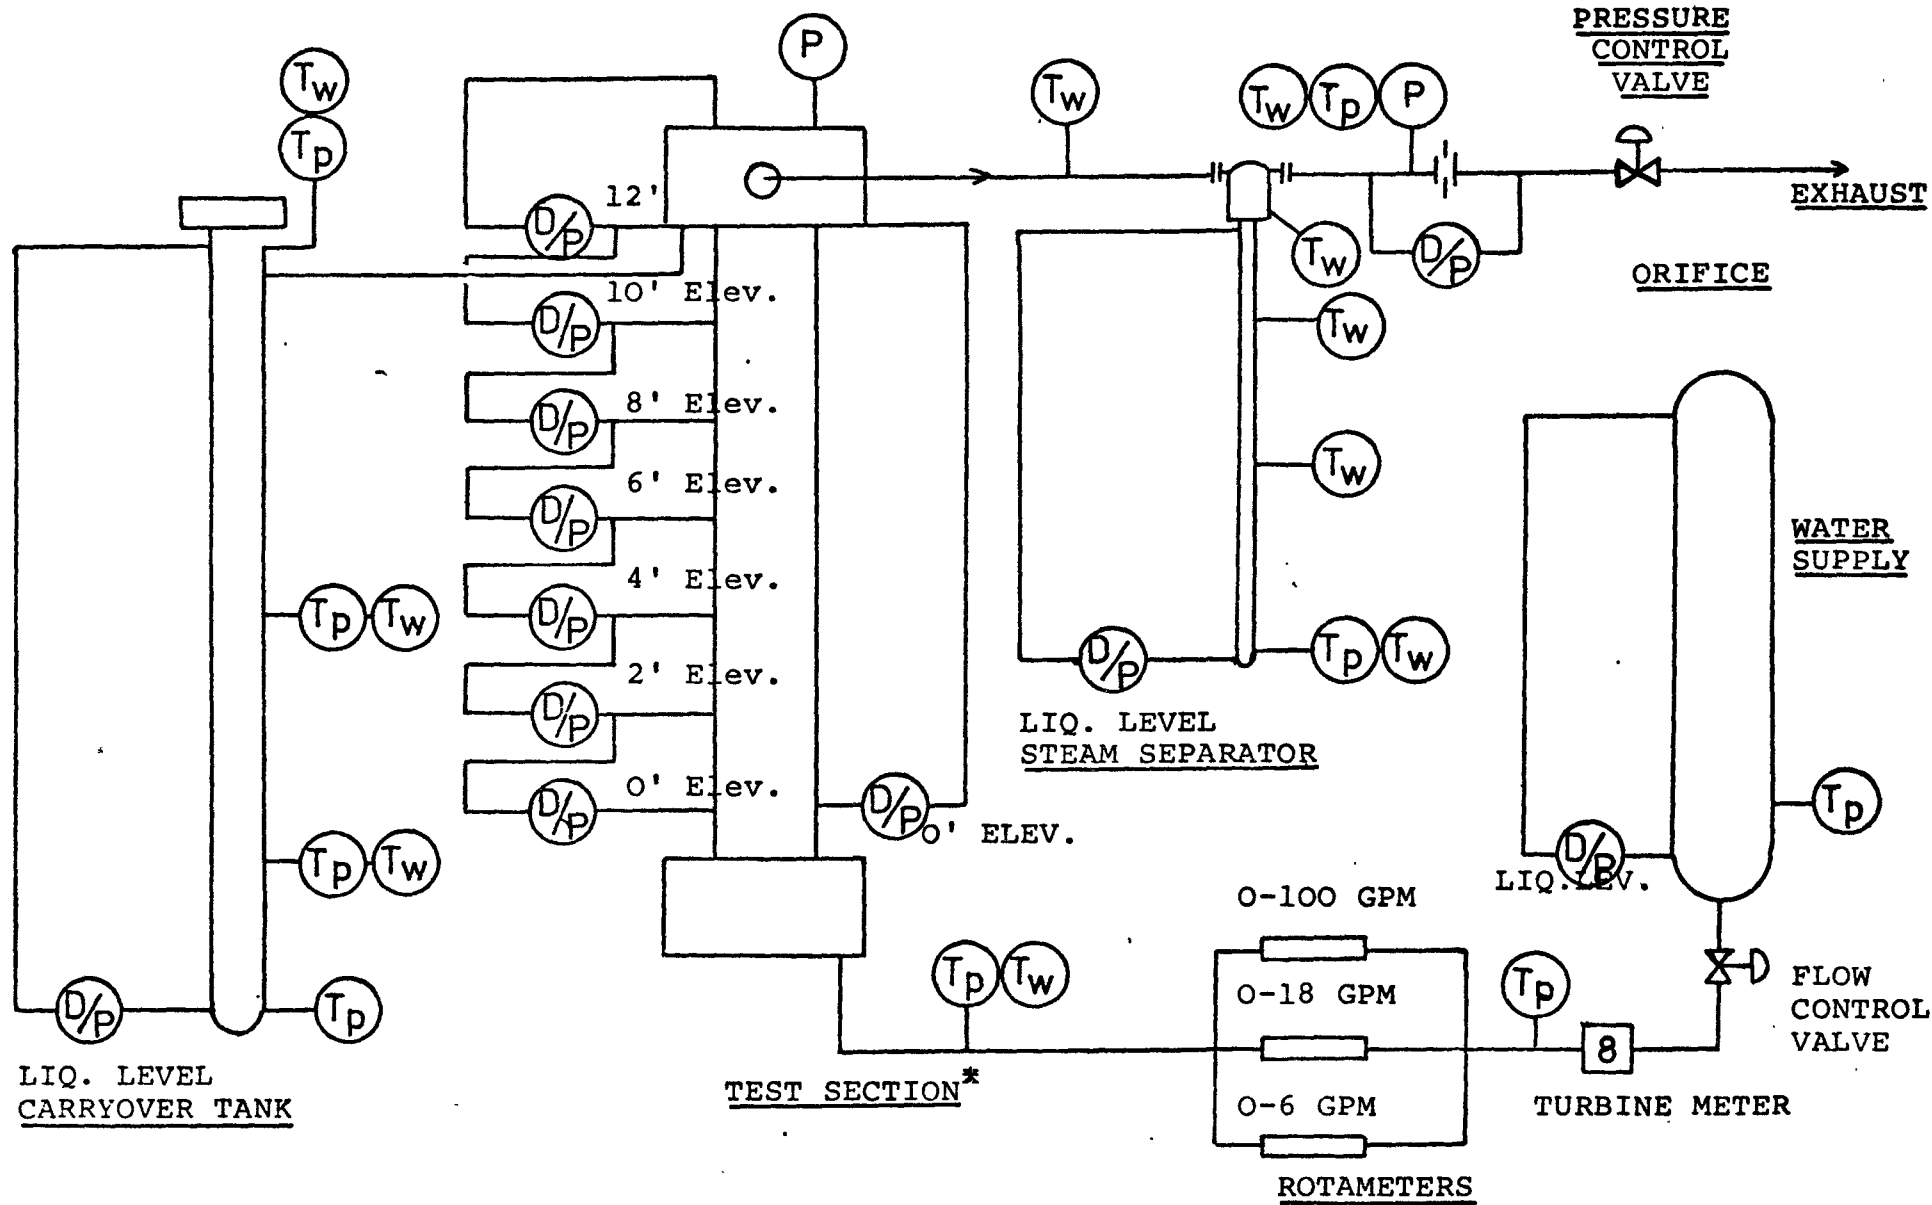 PRESSURE
CONTROL
VALVE
P
Tw
Tp
Tw
Tw Tp P
EXHAUST
12'
D/P
Tw
D/P
ORIFICE
10' Elev.
D/P
Tw
8' Elev.
D/P
Tw
6' Elev.
D/P
WATER
SUPPLY
4' Elev.
D/P
Tp Tw
2' Elev.
D/P
D/P
Tp Tw
LIQ. LEVEL
STEAM SEPARATOR
0' Elev.
D/P
D/P
0' ELEV.
Tp
Tp Tw
D/P
LIQ. LEV.
0-100 GPM
Tp Tw
0-18 GPM
Tp
FLOW
CONTROL
VALVE
D/P
Tp
8
LIQ. LEVEL
CARRYOVER TANK
TEST SECTION*
0-6 GPM
TURBINE METER
ROTAMETERS